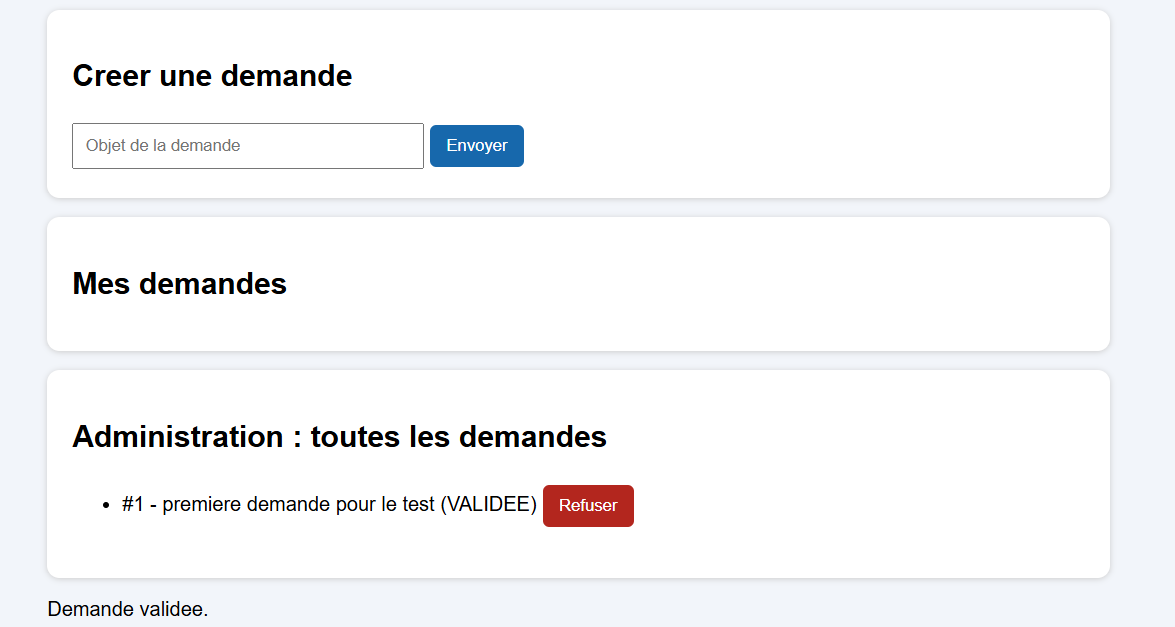 Creer une demande
Objet de la demande Envoyer
Mes demandes
Administration : toutes les demandes
• #1 - premiere demande pour le test (VALIDEE) Refuser
Demande validee.